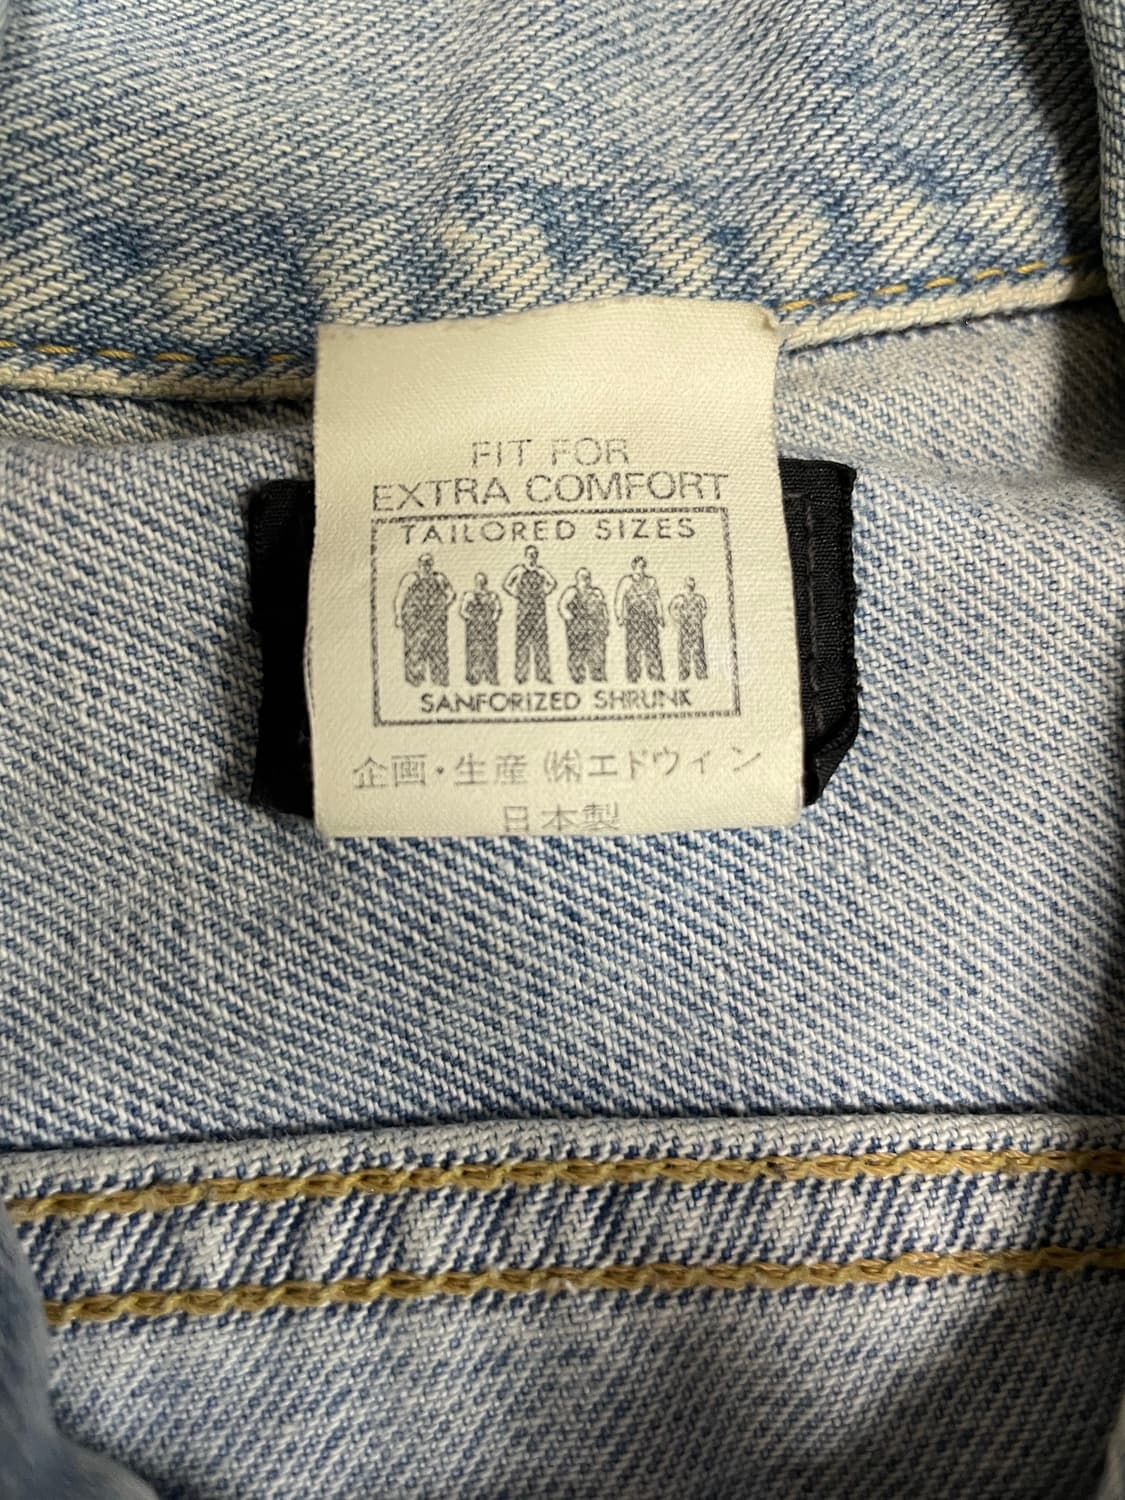 FIT FOR
EXTRA COMFORT
TAILORED SIZES
SANFORIZED SHRUNK
企画・生産 ㈱エドウィン
日本製